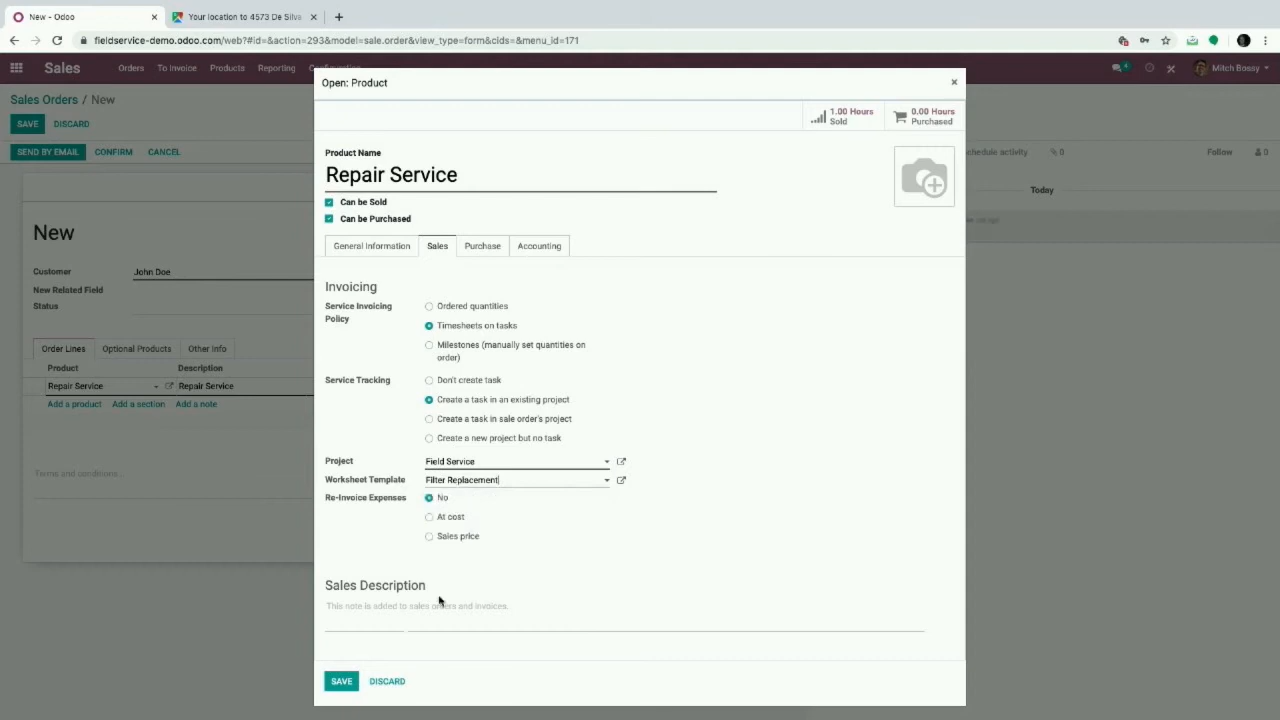 New - Odoo
Your location to 4573 De Silva
fieldservice-demo.odoo.com/web?#id=&action=293&model=sale.order&view_type=form&cids=&menu_id=171
Sales Orders To Invoice Products Reporting Configuration
Mitch Bossy
Sales Orders / New
SAVE DISCARD
SEND BY EMAIL CONFIRM CANCEL
Schedule activity 0 Follow 0
Today
New
Customer John Doe
New Related Field
Status
Order Lines Optional Products Other Info
Product Description
Repair Service Repair Service
Add a product Add a section Add a note
Terms and conditions...
Open: Product
1.00 Hours
Sold
0.00 Hours
Purchased
Product Name
Repair Service
Can be Sold
Can be Purchased
General Information Sales Purchase Accounting
Invoicing
Service Invoicing
Policy
Ordered quantities
Timesheets on tasks
Milestones (manually set quantities on
order)
Service Tracking
Don't create task
Create a task in an existing project
Create a task in sale order's project
Create a new project but no task
Project Field Service
Worksheet Template Filter Replacement
Re-Invoice Expenses No
At cost
Sales price
Sales Description
This note is added to sales orders and invoices.
SAVE DISCARD